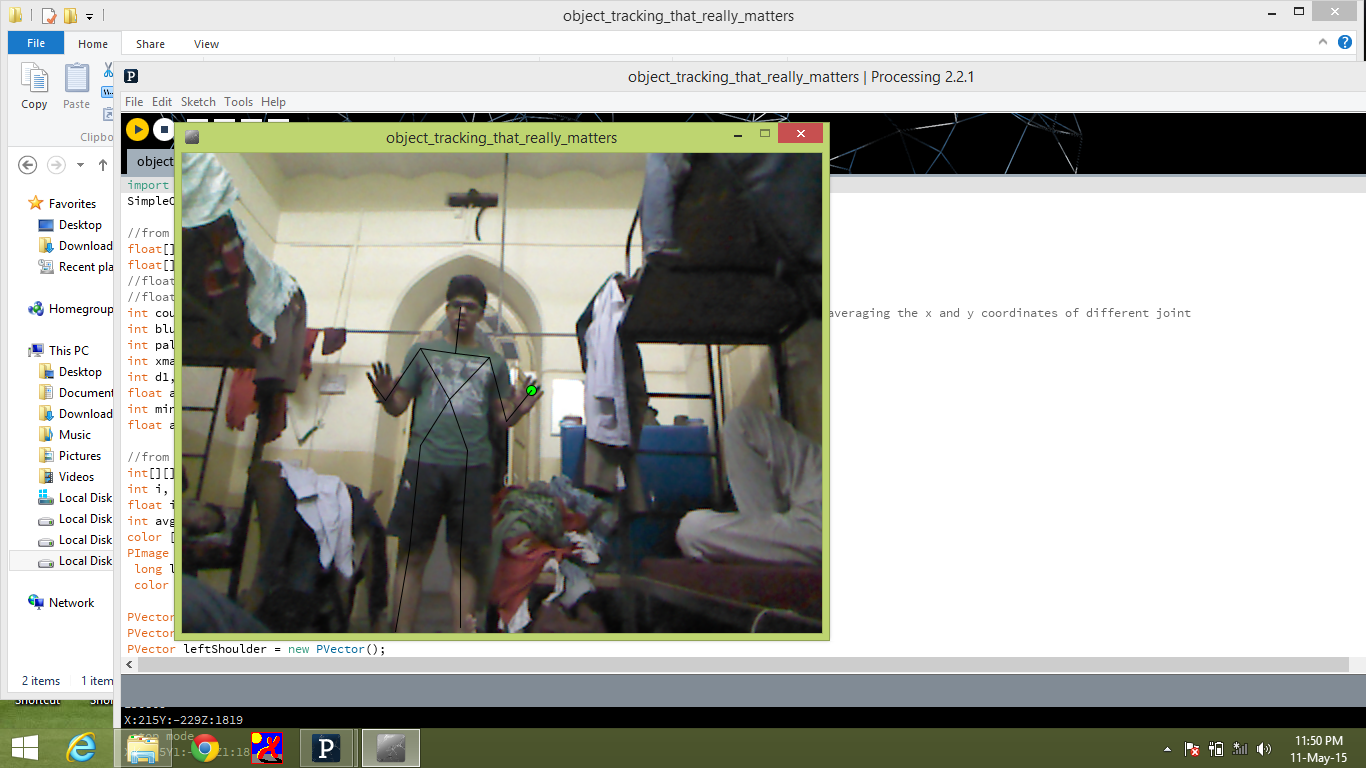 object_tracking_that_really_matters
File Home Share View
object_tracking_that_really_matters | Processing 2.2.1
Copy Paste
File Edit Sketch Tools Help
Clipbo
object_tracking_that_really_matters
object
import
SimpleO
Favorites
Desktop
Download
Recent pla
Homegroup
This PC
Desktop
Document
Download
Music
Pictures
Videos
Local Disk
Local Disk
Local Disk
Local Disk
Network
2 items 1 item
//from
float[]
float[]
//float
//float
int cou
averaging the x and y coordinates of different joint
int blu
int pal
int xma
int d1,
float a
int min
float a
//from
int[][]
int i,
float i
int avg
color [
PImage
long l
color
PVector
PVector
PVector leftShoulder = new PVector();
X:215Y:-229Z:1819
11:50 PM
11-May-15